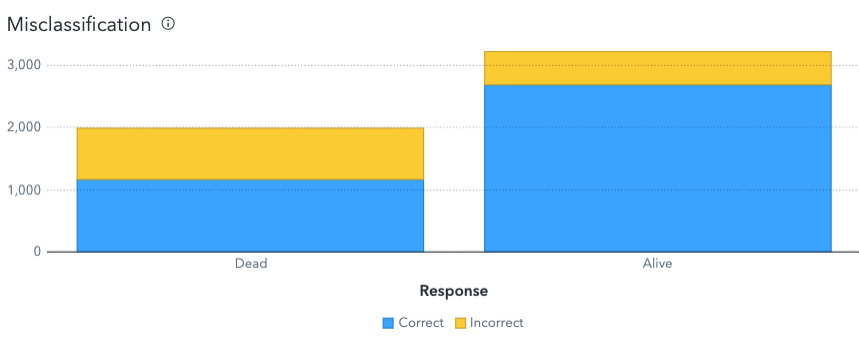 Misclassification
3,000
2,000
1,000
0
Dead Alive
Response
Correct Incorrect